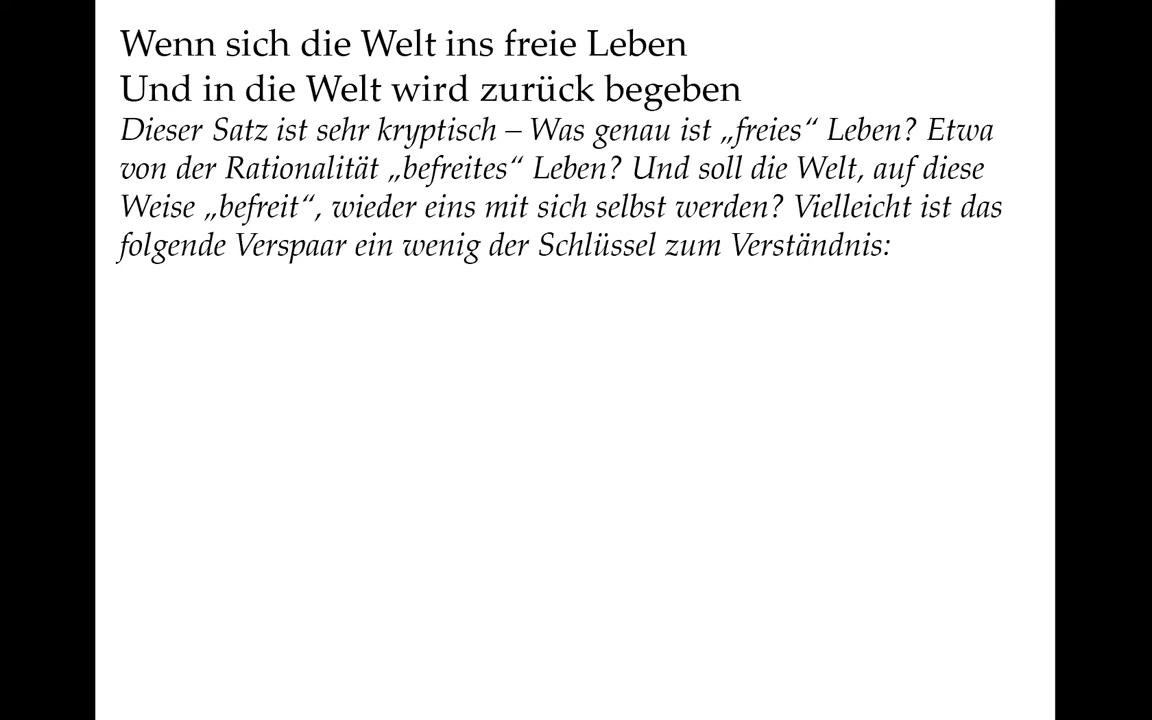 Wenn sich die Welt ins freie Leben
Und in die Welt wird zurück begeben
Dieser Satz ist sehr kryptisch – Was genau ist „freies“ Leben? Etwa
von der Rationalität „befreites“ Leben? Und soll die Welt, auf diese
Weise „befreit“, wieder eins mit sich selbst werden? Vielleicht ist das
folgende Verspaar ein wenig der Schlüssel zum Verständnis: